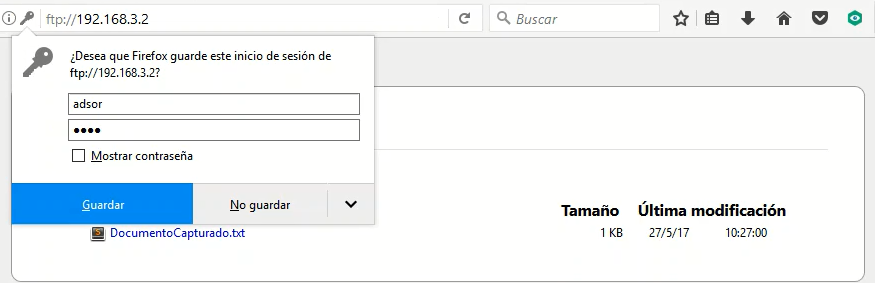 ftp://192.168.3.2
Buscar
¿Desea que Firefox guarde este inicio de sesión de
ftp://192.168.3.2?
adsor
••••
Mostrar contraseña
Guardar
No guardar
Tamaño Última modificación
DocumentoCapturado.txt 1 KB 27/5/17 10:27:00